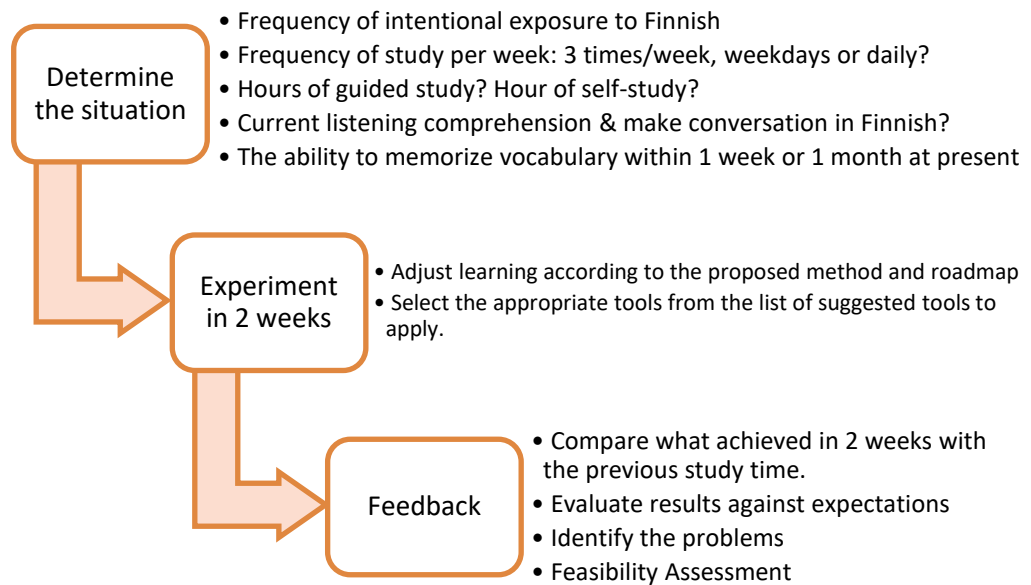 Determine
the situation
• Frequency of intentional exposure to Finnish
• Frequency of study per week: 3 times/week, weekdays or daily?
• Hours of guided study? Hour of self-study?
• Current listening comprehension & make conversation in Finnish?
• The ability to memorize vocabulary within 1 week or 1 month at present
Experiment
in 2 weeks
• Adjust learning according to the proposed method and roadmap
• Select the appropriate tools from the list of suggested tools to
apply.
Feedback
• Compare what achieved in 2 weeks with
the previous study time.
• Evaluate results against expectations
• Identify the problems
• Feasibility Assessment